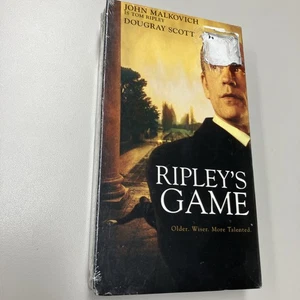 JOHN MALKOVICH
IS TOM RIPLEY
DOUGRAY SCOTT
RIPLEY'S
GAME
Older. Wiser. More Talented.